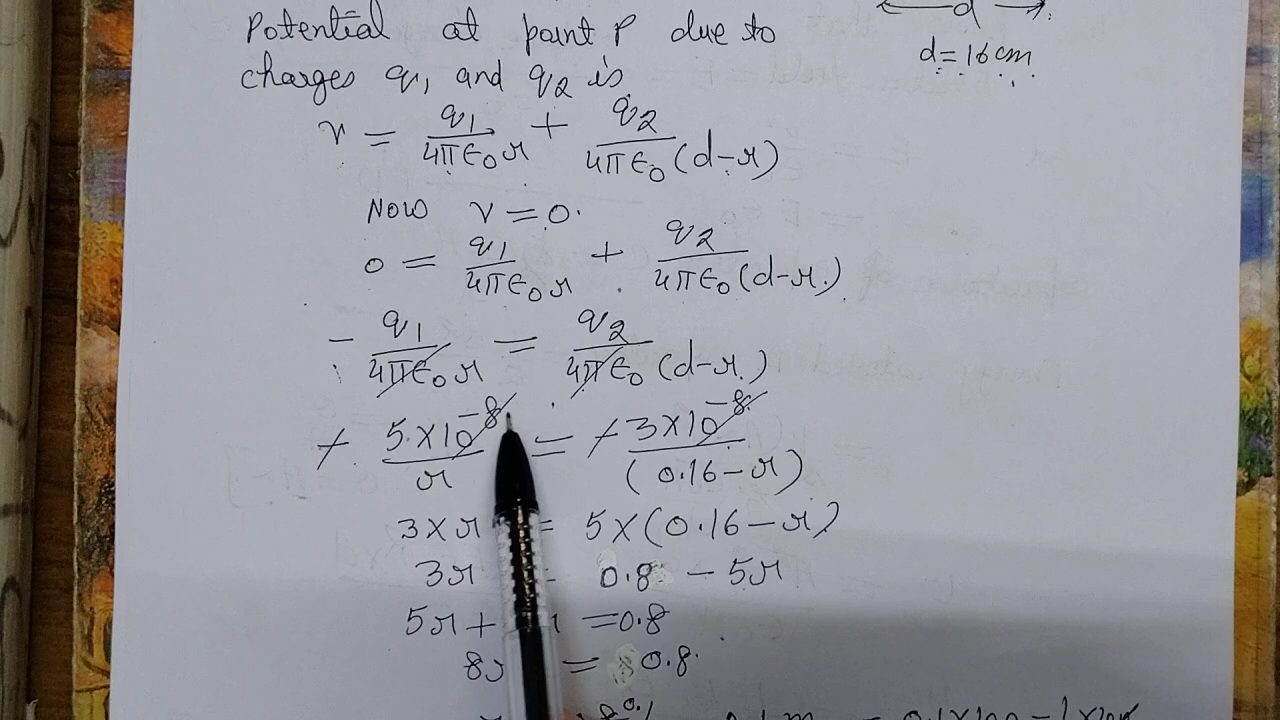 Potential at point P due to
d
d = 16 cm
charges q1 and q2 is
V = q1/4πε0r + q2/4πε0(d-r)
Now V = 0.
0 = q1/4πε0r + q2/4πε0(d-r)
- q1/4πε0r = q2/4πε0(d-r)
- 5×10^-8/r = -3×10^-8/(0.16-r)
3×r = 5×(0.16-r)
3r = 0.8 - 5r
5r + = 0.8
8r = 0.8